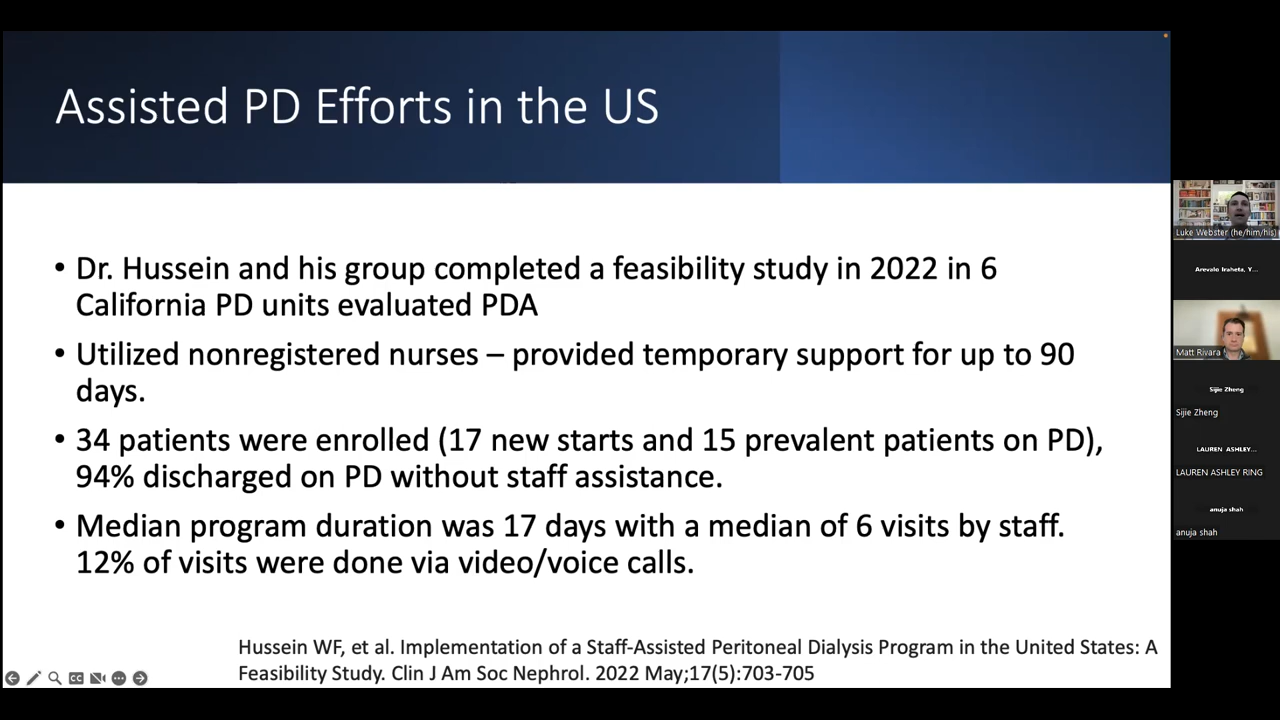 Assisted PD Efforts in the US
• Dr. Hussein and his group completed a feasibility study in 2022 in 6
California PD units evaluated PDA
• Utilized nonregistered nurses – provided temporary support for up to 90
days.
• 34 patients were enrolled (17 new starts and 15 prevalent patients on PD),
94% discharged on PD without staff assistance.
• Median program duration was 17 days with a median of 6 visits by staff.
12% of visits were done via video/voice calls.
Hussein WF, et al. Implementation of a Staff-Assisted Peritoneal Dialysis Program in the United States: A
Feasibility Study. Clin J Am Soc Nephrol. 2022 May;17(5):703-705
CC
Luke Webster (he/him/his)
Arevalo Iraheta, Y...
Matt Rivara
Sijie Zheng
Sijie Zheng
LAUREN ASHLEY...
LAUREN ASHLEY RING
anuja shah
anuja shah